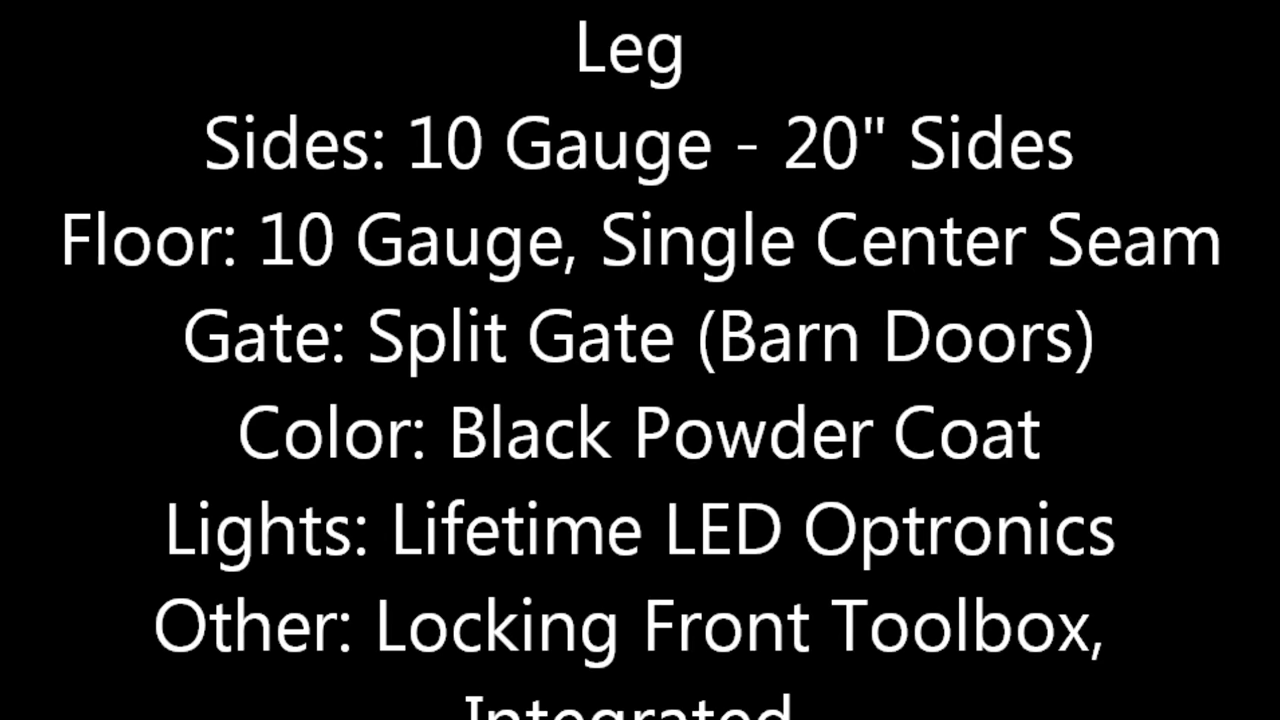 Leg
Sides: 10 Gauge - 20" Sides
Floor: 10 Gauge, Single Center Seam
Gate: Split Gate (Barn Doors)
Color: Black Powder Coat
Lights: Lifetime LED Optronics
Other: Locking Front Toolbox,
Integrated